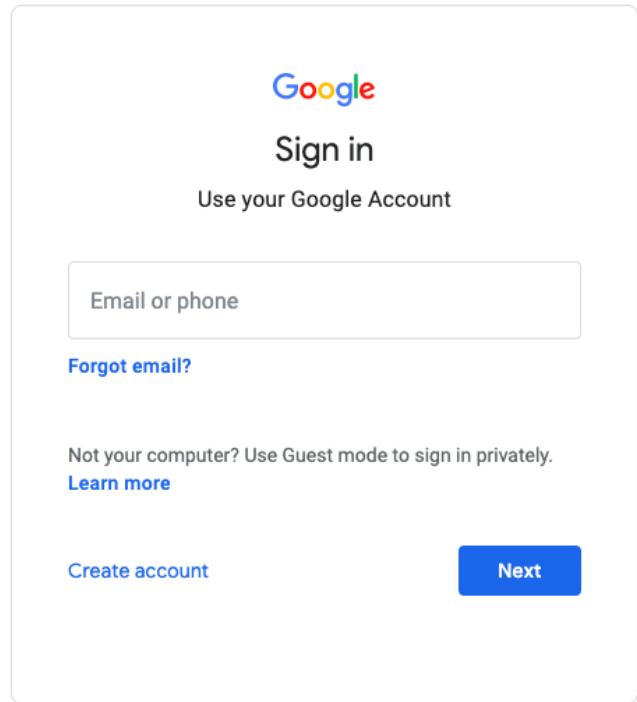 Google
Sign in
Use your Google Account
Email or phone
Forgot email?
Not your computer? Use Guest mode to sign in privately.
Learn more
Create account
Next